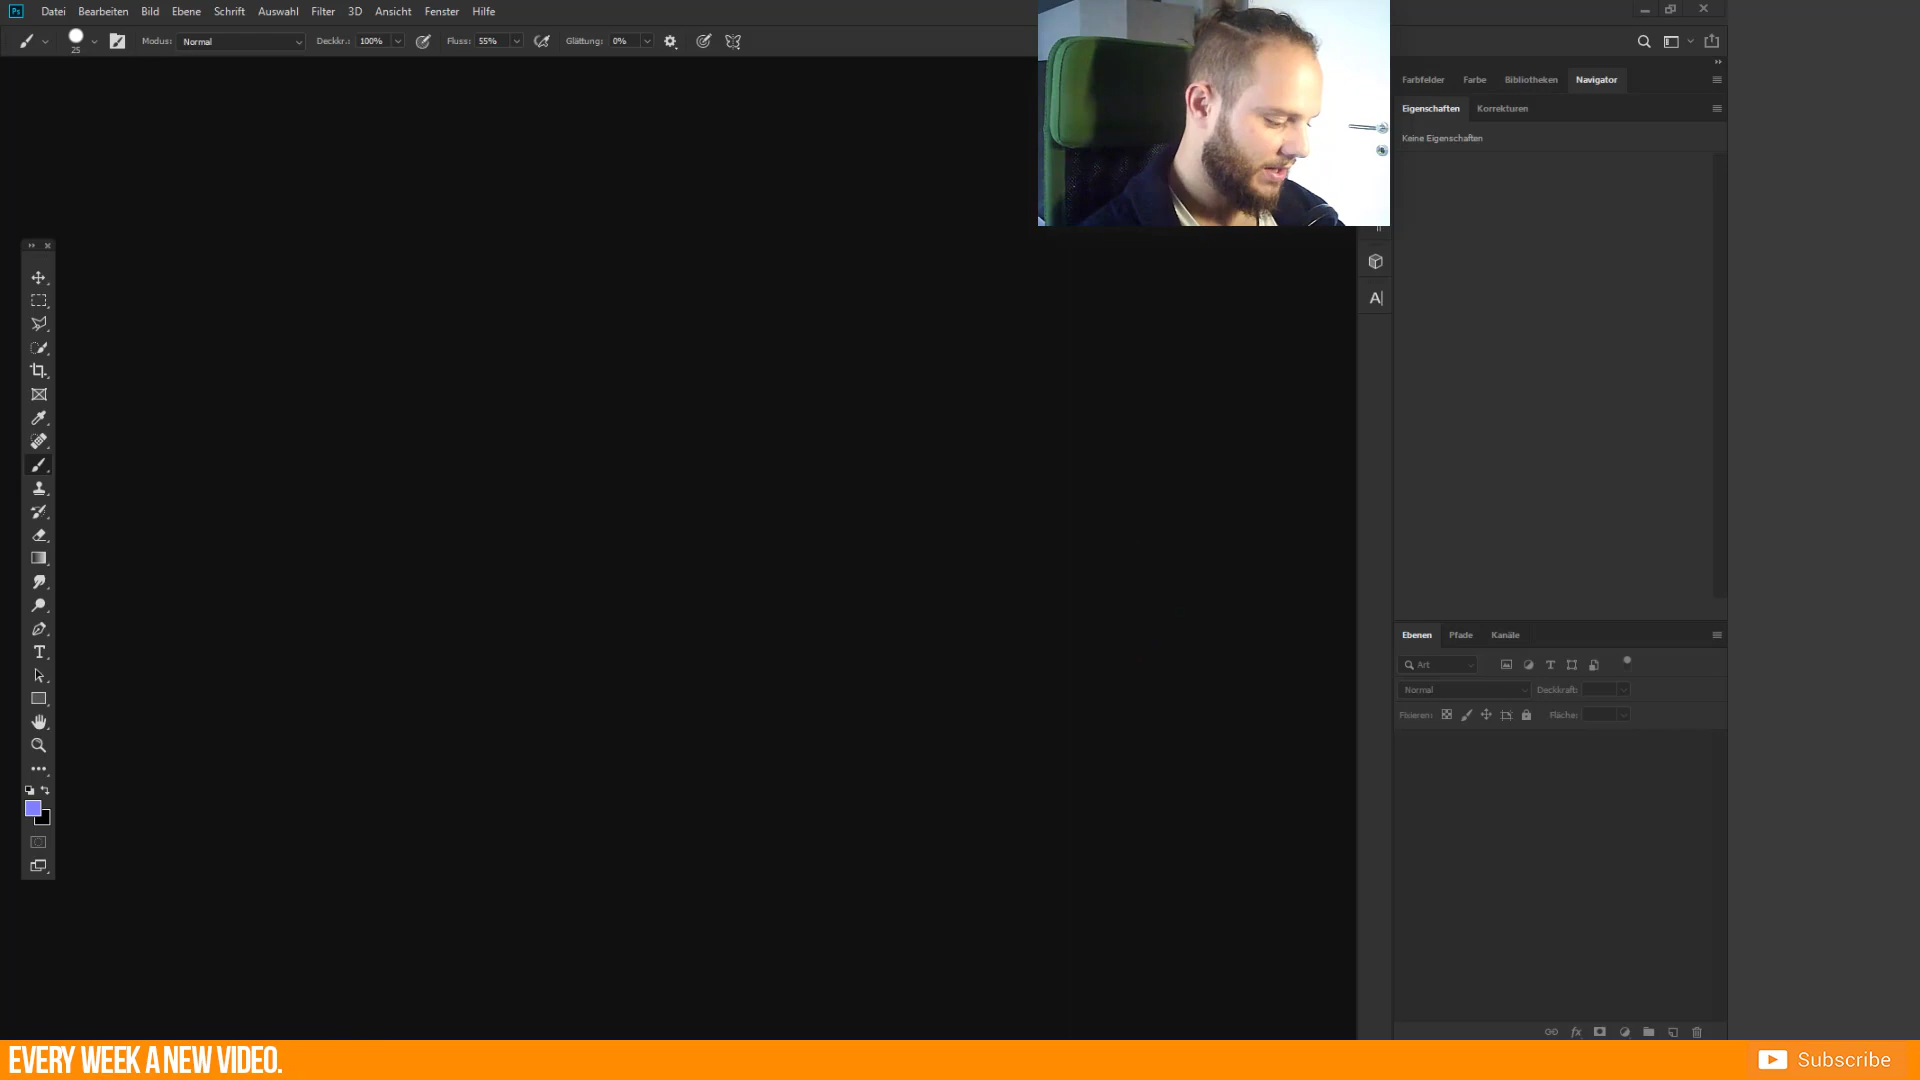 Ps Datei Bearbeiten Bild Ebene Schrift Auswahl Filter 3D Ansicht Fenster Hilfe
25 Modus: Normal Deckkr.: 100% Fluss: 55% Glättung: 0%
Farbfelder Farbe Bibliotheken Navigator
Eigenschaften Korrekturen
Keine Eigenschaften
A
T
Ebenen Pfade Kanäle
Art T
Normal Deckkraft:
Fixieren: Fläche:
fx
EVERY WEEK A NEW VIDEO.
Subscribe